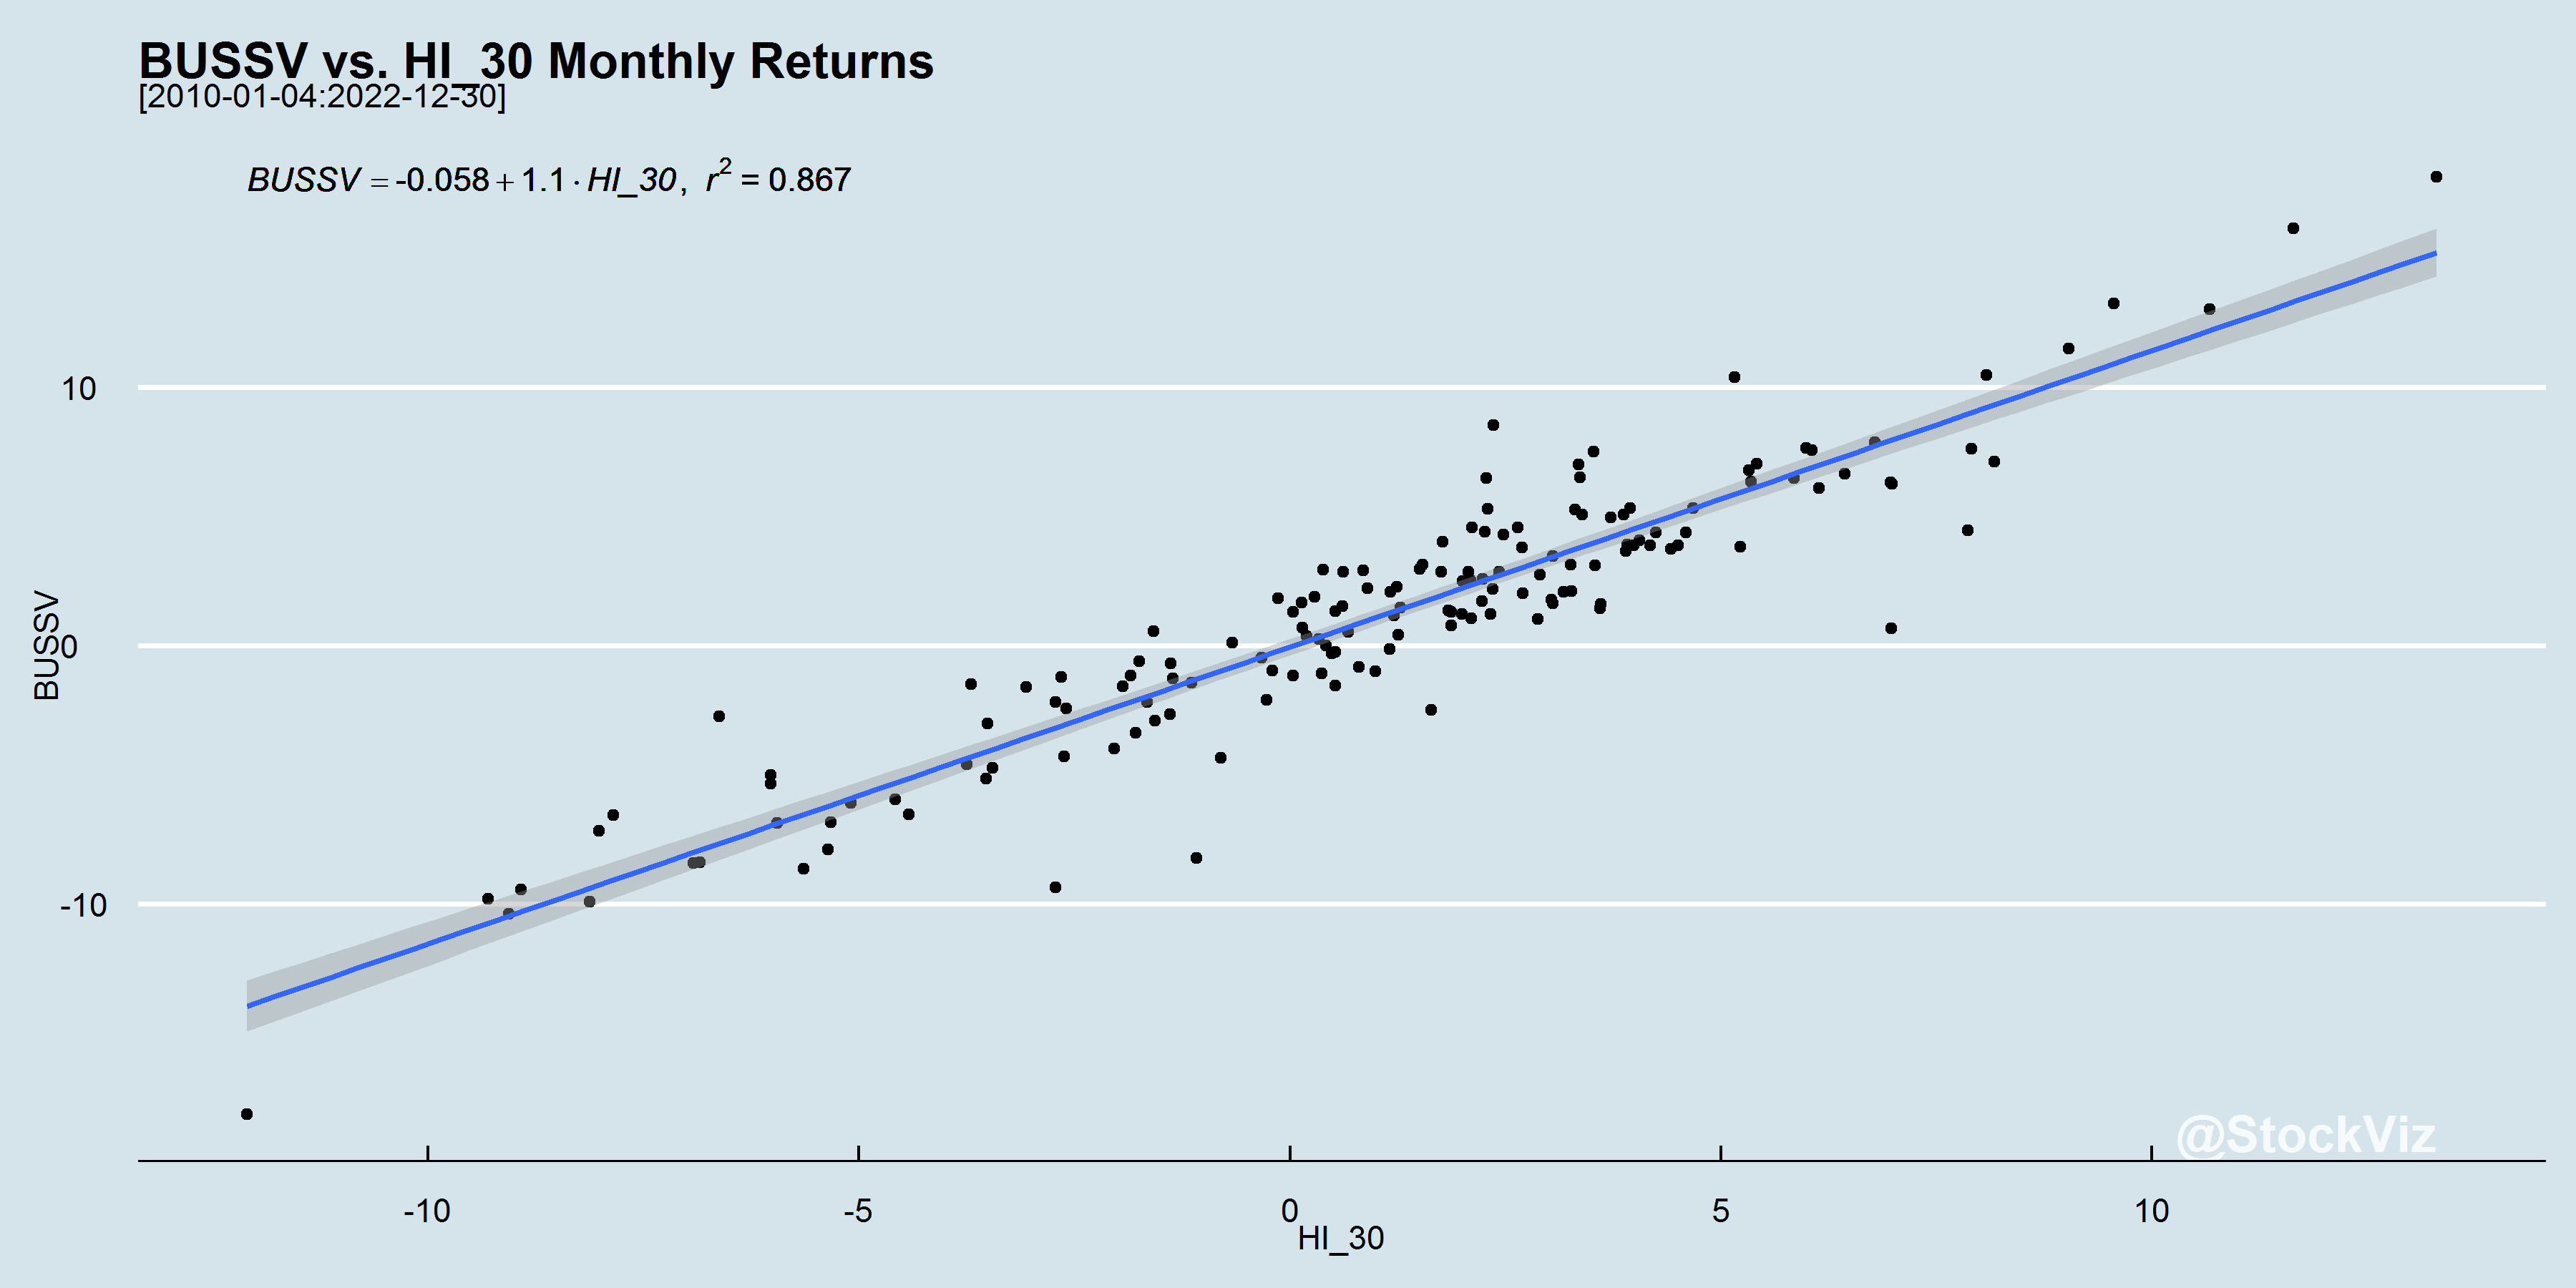 BUSSV vs. HI_30 Monthly Returns
[2010-01-04:2022-12-30]
BUSSV = -0.058 + 1.1 · HI_30, r² = 0.867
10
0
-10
BUSSV
@StockViz
-10 -5 0 5 10
HI_30